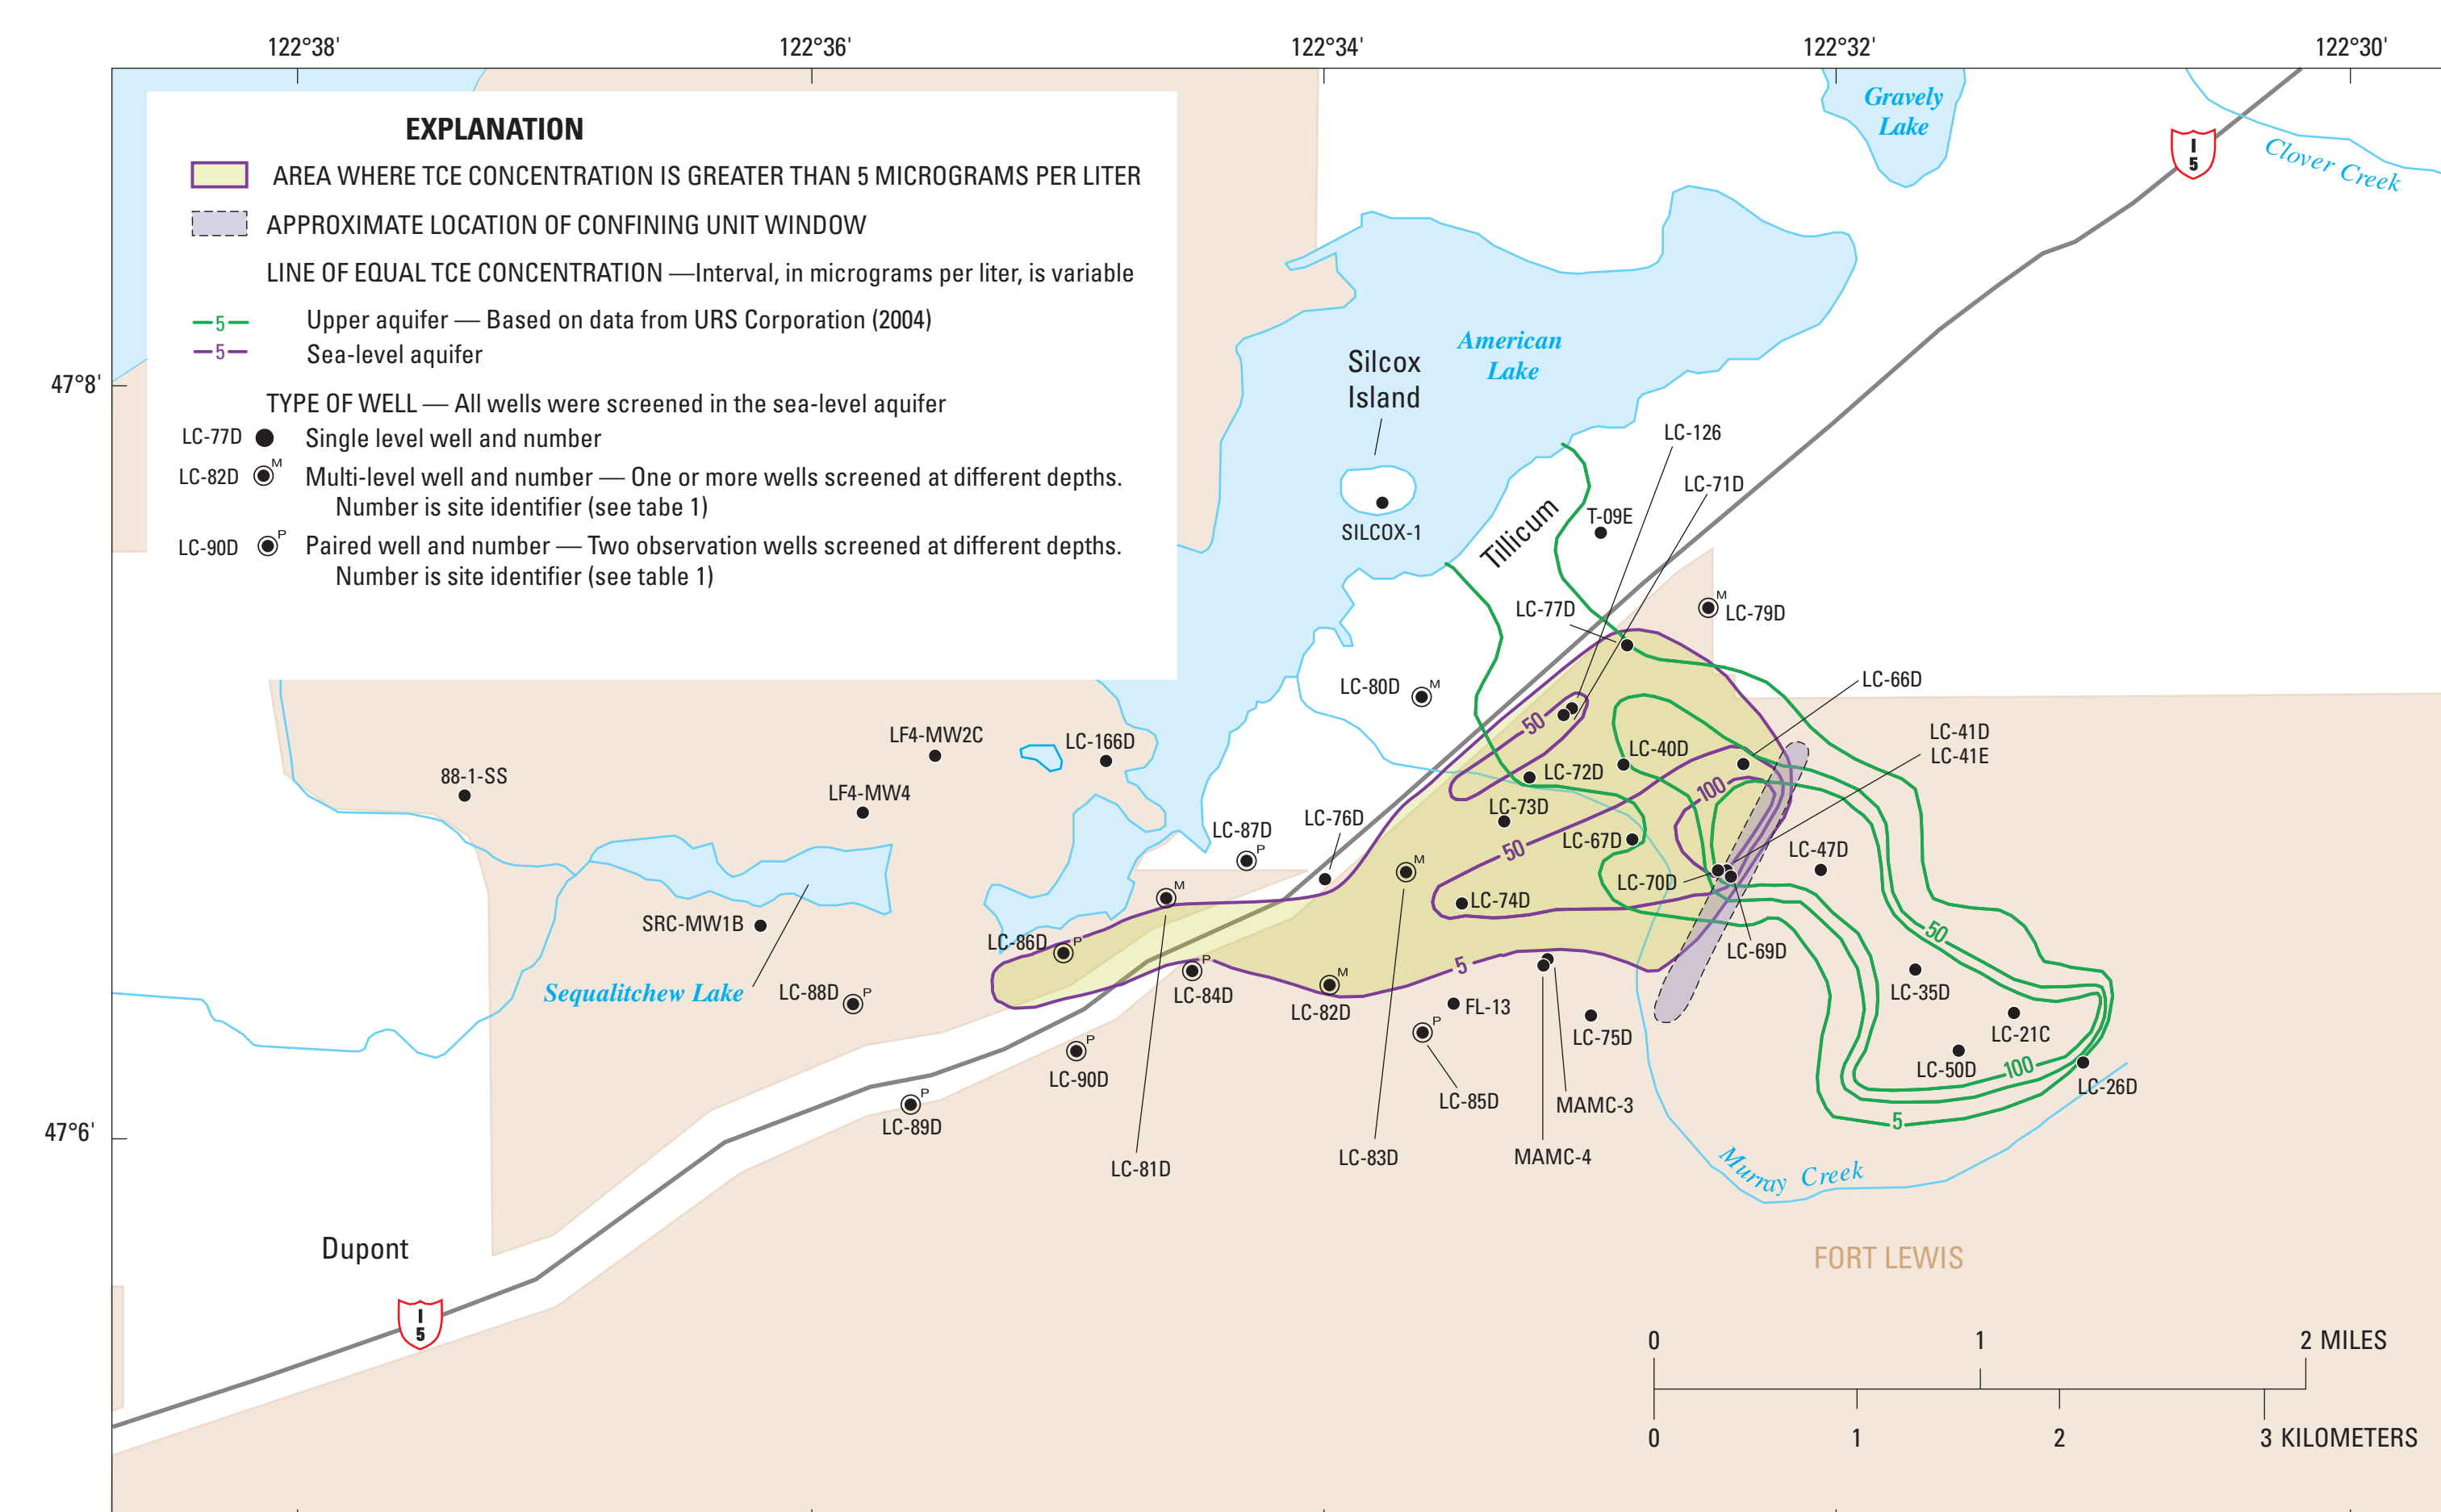 122°38'
122°36'
122°34'
122°32'
122°30'
Gravely
Lake
I
5
Clover Creek
EXPLANATION
AREA WHERE TCE CONCENTRATION IS GREATER THAN 5 MICROGRAMS PER LITER
APPROXIMATE LOCATION OF CONFINING UNIT WINDOW
LINE OF EQUAL TCE CONCENTRATION —Interval, in micrograms per liter, is variable
5 Upper aquifer — Based on data from URS Corporation (2004)
5 Sea-level aquifer
TYPE OF WELL — All wells were screened in the sea-level aquifer
LC-77D Single level well and number
LC-82D M Multi-level well and number — One or more wells screened at different depths.
Number is site identifier (see tabe 1)
LC-90D P Paired well and number — Two observation wells screened at different depths.
Number is site identifier (see table 1)
47°8'
American
Lake
Silcox
Island
SILCOX-1
LC-126
LC-71D
T-09E
Tillicum
LC-77D
M
LC-79D
LC-80D
M
LC-66D
50
LC-41D
LC-41E
LC-40D
LC-72D
100
LC-73D
LC-67D
50
LC-47D
LC-70D
LC-74D
LC-69D
LF4-MW2C
LC-166D
88-1-SS
LF4-MW4
LC-87D
P
LC-76D
M
M
SRC-MW1B
LC-86D
P
Sequalitchew Lake
LC-88D
P
P
LC-84D
M
LC-82D
5
FL-13
P
LC-75D
50
LC-35D
LC-21C
LC-50D
100
LC-26D
5
P
LC-90D
P
LC-89D
LC-85D
MAMC-3
47°6'
LC-81D
LC-83D
MAMC-4
Murray Creek
Dupont
FORT LEWIS
I
5
0 1 2 MILES
0 1 2 3 KILOMETERS